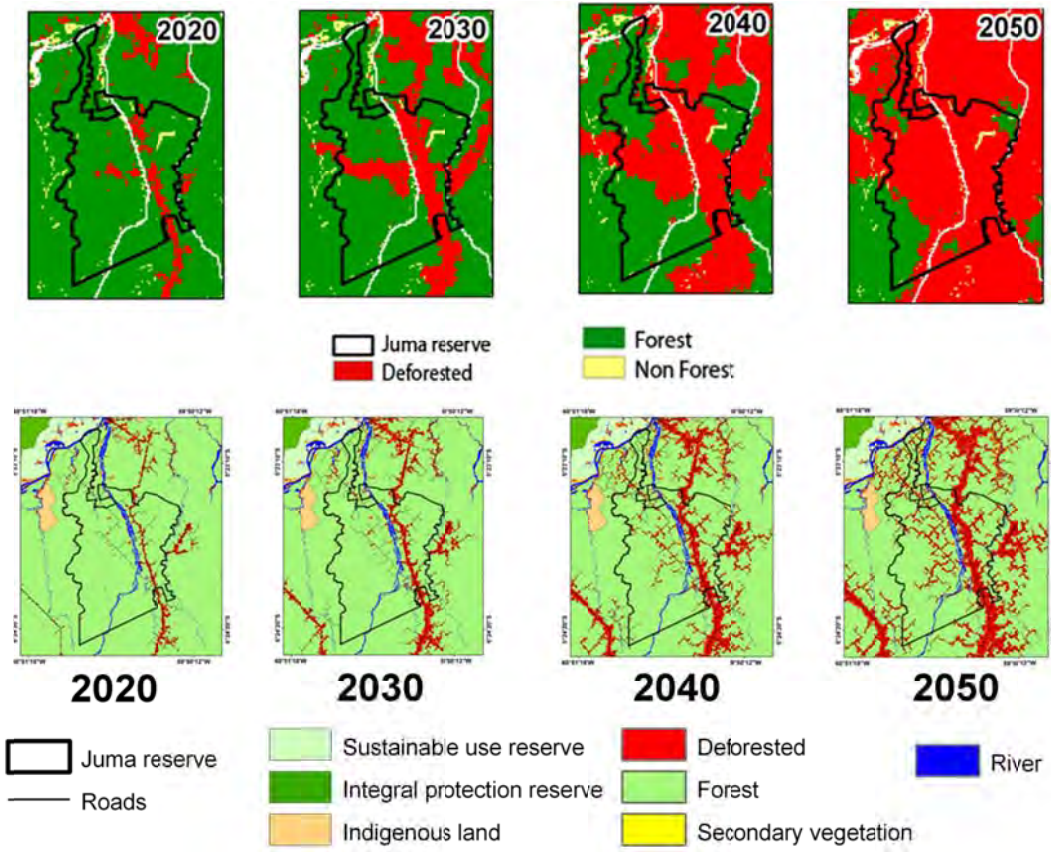 2020
2030
2040
2050
Juma reserve
Deforested
Forest
Non Forest
2020
2030
2040
2050
Juma reserve
Roads
Sustainable use reserve
Integral protection reserve
Indigenous land
Deforested
Forest
Secondary vegetation
River